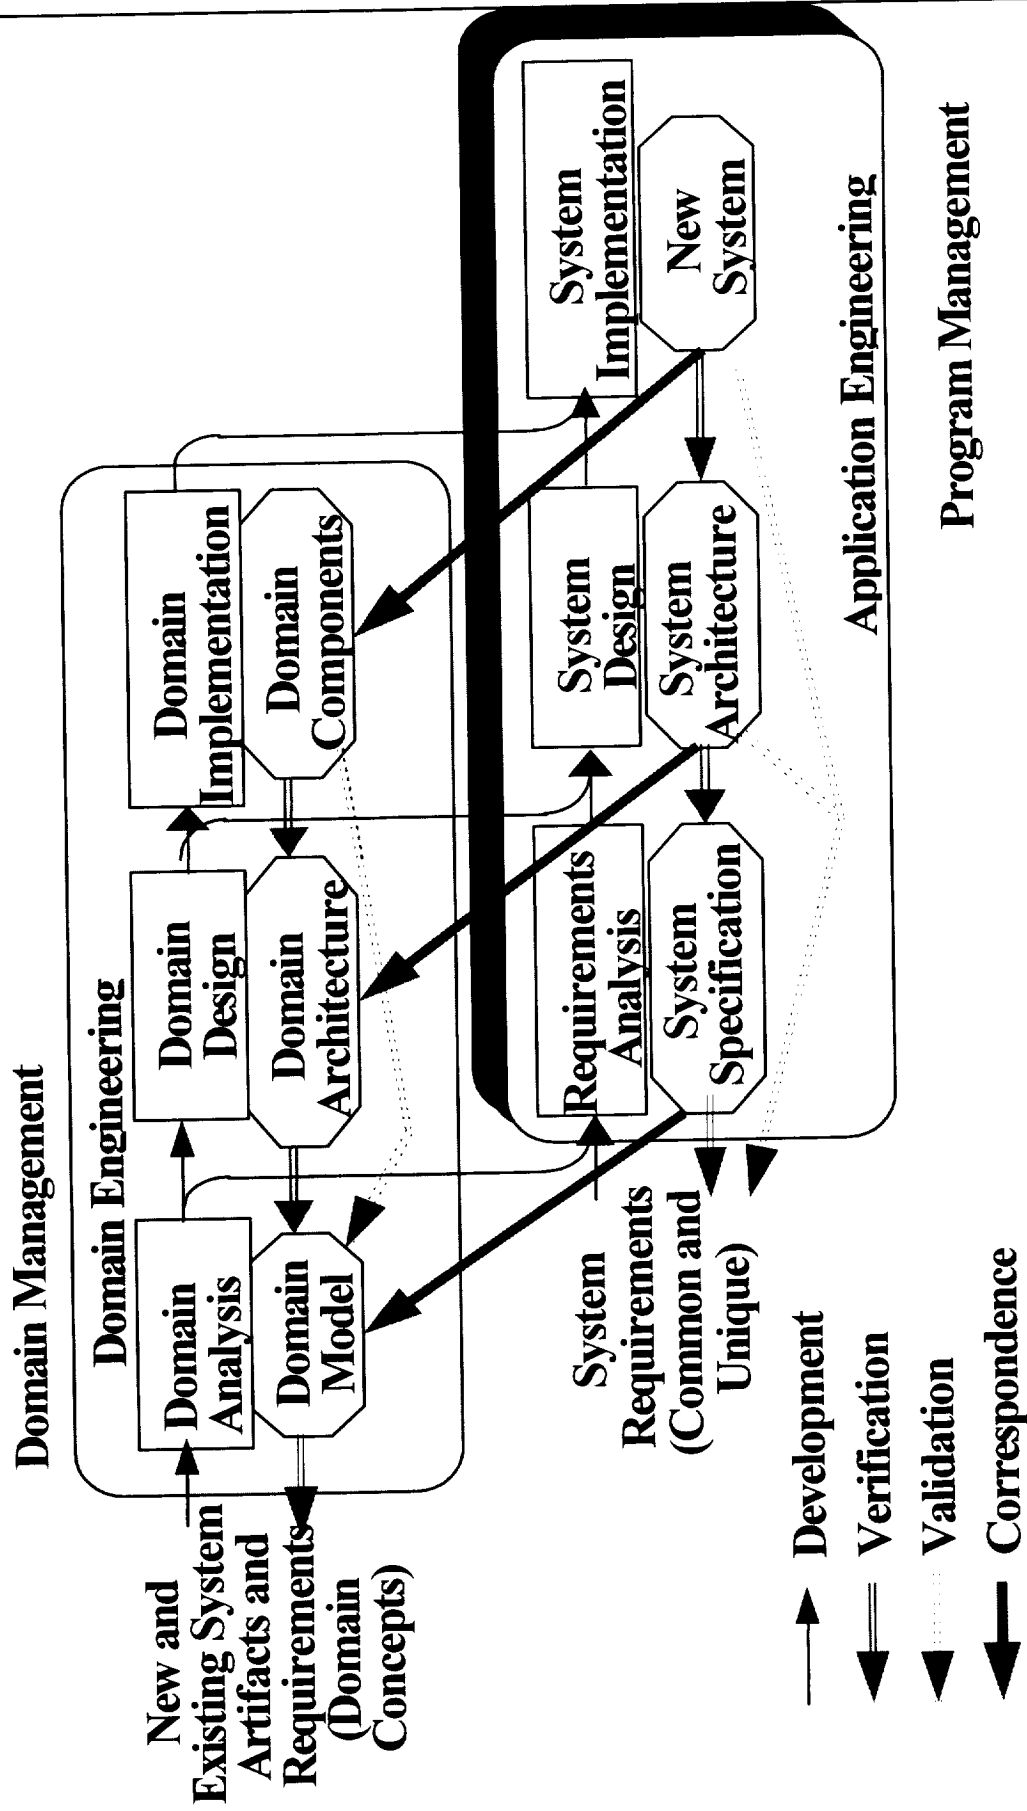 Domain Management
Domain Engineering
New and
Existing System
Artifacts and
Requirements
(Domain
Concepts)
Domain
Analysis
Domain
Model
Domain
Design
Domain
Architecture
Domain
Implementation
Domain
Components
System
Requirements
(Common and
Unique)
Requirements
Analysis
System
Specification
System
Design
System
Architecture
System
Implementation
New
System
Application Engineering
Program Management
Development
Verification
Validation
Correspondence